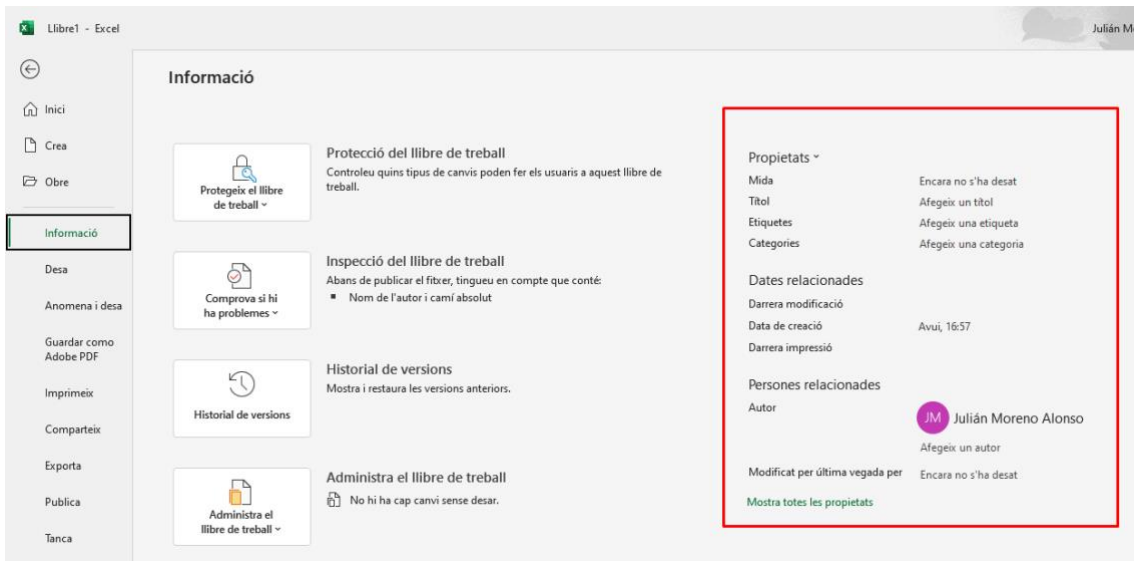 Llibre1 - Excel
Julián M
Inici
Crea
Obre
Informació
Desa
Anomena i desa
Guardar como
Adobe PDF
Imprimeix
Comparteix
Exporta
Publica
Tanca
Informació
Protegeix el llibre
de treball
Protecció del llibre de treball
Controleu quins tipus de canvis poden fer els usuaris a aquest llibre de
treball.
Comprova si hi
ha problemes
Inspecció del llibre de treball
Abans de publicar el fitxer, tingueu en compte que conté:
▪ Nom de l'autor i camí absolut
Historial de versions
Historial de versions
Mostra i restaura les versions anteriors.
Administra el
llibre de treball
Administra el llibre de treball
No hi ha cap canvi sense desar.
Propietats
Mida Encara no s'ha desat
Títol Afegeix un títol
Etiquetes Afegeix una etiqueta
Categories Afegeix una categoria
Dates relacionades
Darrera modificació
Data de creació Avui, 16:57
Darrera impressió
Persones relacionades
Autor
JM Julián Moreno Alonso
Afegeix un autor
Modificat per última vegada per Encara no s'ha desat
Mostra totes les propietats